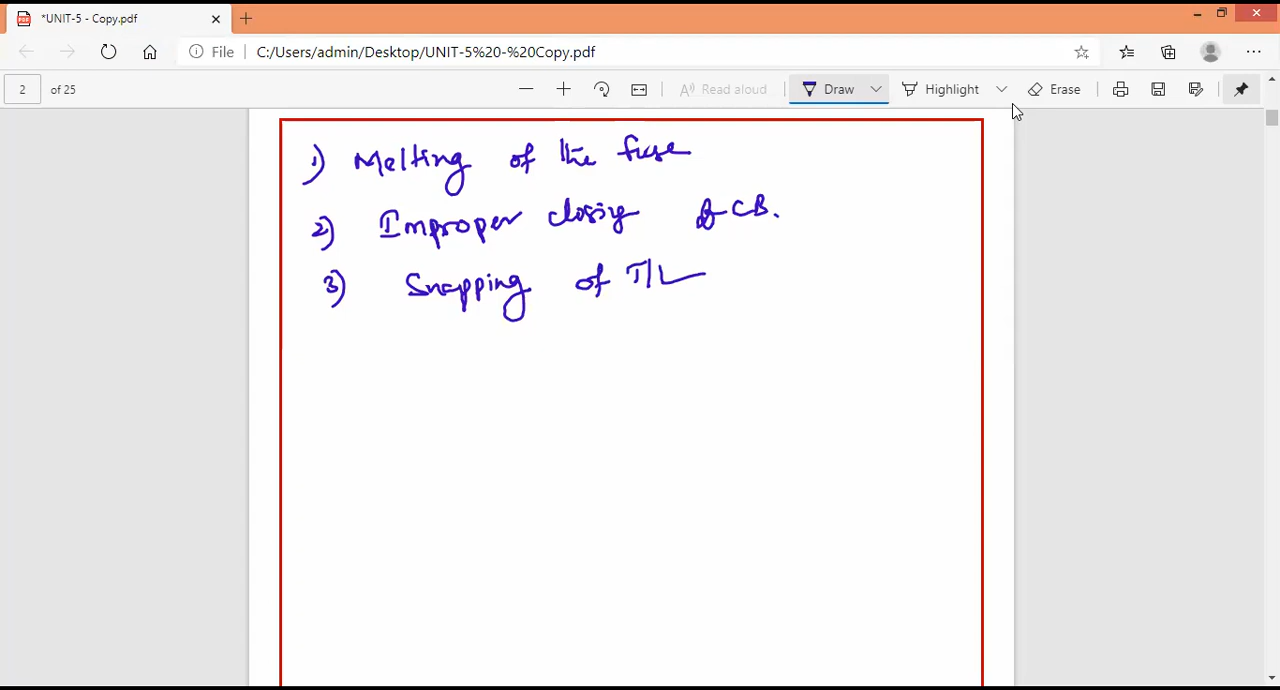 *UNIT-5 - Copy.pdf
File C:/Users/admin/Desktop/UNIT-5%20-%20Copy.pdf
2 of 25 Read aloud Draw Highlight Erase
1) Melting of the fuse
2) Improper closing of CB.
3) Snapping of T/L